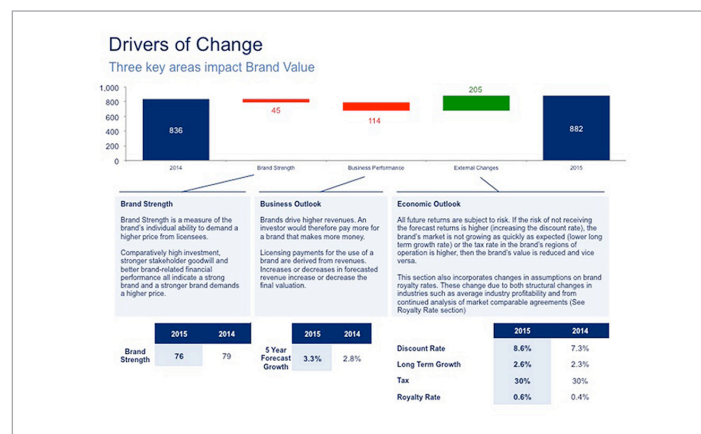 Drivers of Change
Three key areas impact Brand Value
1,000
800
600
400
200
0
836
45
114
205
882
2014
Brand Strength
Business Performance
External Changes
2015
Brand Strength
Brand Strength is a measure of the
brand's individual ability to demand a
higher price from licensees.
Comparatively high investment,
stronger stakeholder goodwill and
better brand-related financial
performance all indicate a strong
brand and a stronger brand demands
a higher price.
Business Outlook
Brands drive higher revenues. An
investor would therefore pay more for
a brand that makes more money.
Licensing payments for the use of a
brand are derived from revenues.
Increases or decreases in forecasted
revenue increase or decrease the
final valuation.
Economic Outlook
All future returns are subject to risk. If the risk of not receiving
the forecast returns is higher (increasing the discount rate), the
brand's market is not growing as quickly as expected (lower long
term growth rate) or the tax rate in the brand's regions of
operation is higher, then the brand's value is reduced and vice
versa.
This section also incorporates changes in assumptions on brand
royalty rates. These change due to both structural changes in
industries such as average industry profitability and from
continued analysis of market comparable agreements (See
Royalty Rate section)
2015 2014
Brand Strength 76 79
2015 2014
5 Year Forecast Growth 3.3% 2.8%
2015 2014
Discount Rate 8.6% 7.3%
Long Term Growth 2.6% 2.3%
Tax 30% 30%
Royalty Rate 0.6% 0.4%